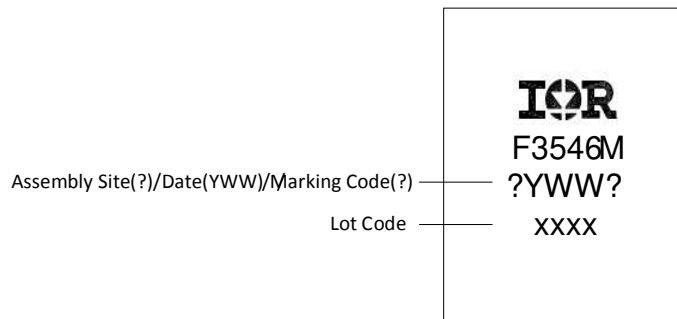 IOR
F3546M
Assembly Site(?)/Date(YWW)/Marking Code(?)
?YWW?
Lot Code
XXXX